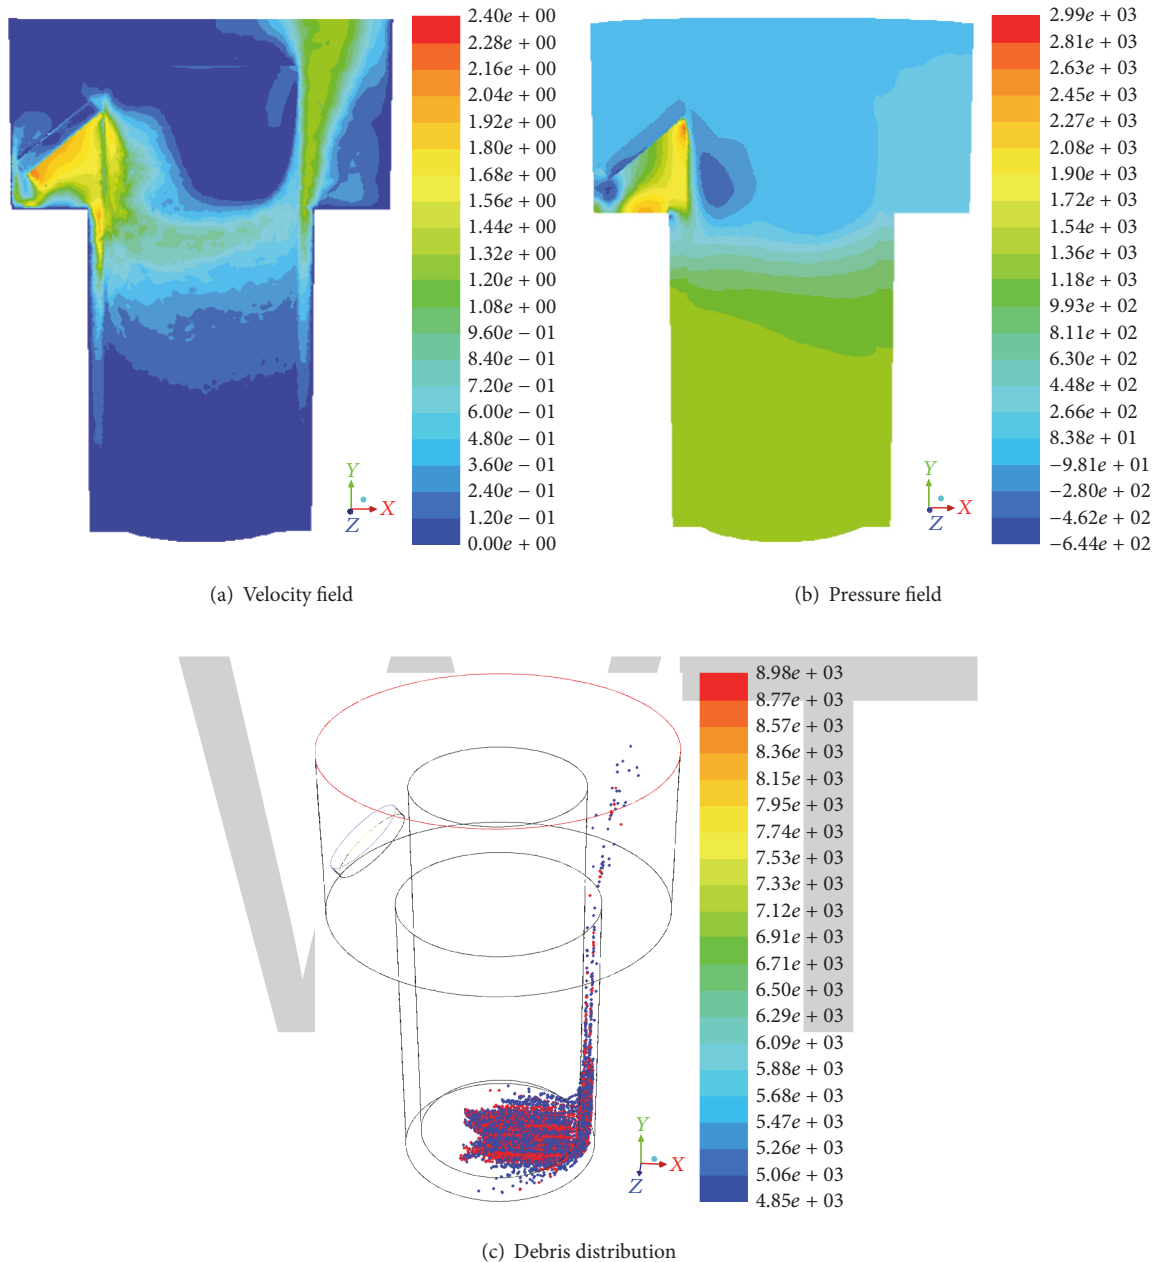 2.40e + 00
2.28e + 00
2.16e + 00
2.04e + 00
1.92e + 00
1.80e + 00
1.68e + 00
1.56e + 00
1.44e + 00
1.32e + 00
1.20e + 00
1.08e + 00
9.60e − 01
8.40e − 01
7.20e − 01
6.00e − 01
4.80e − 01
3.60e − 01
2.40e − 01
1.20e − 01
0.00e + 00
Y
X
Z
(a) Velocity field
2.99e + 03
2.81e + 03
2.63e + 03
2.45e + 03
2.27e + 03
2.08e + 03
1.90e + 03
1.72e + 03
1.54e + 03
1.36e + 03
1.18e + 03
9.93e + 02
8.11e + 02
6.30e + 02
4.48e + 02
2.66e + 02
8.38e + 01
−9.81e + 01
−2.80e + 02
−4.62e + 02
−6.44e + 02
Y
X
Z
(b) Pressure field
8.98e + 03
8.77e + 03
8.57e + 03
8.36e + 03
8.15e + 03
7.95e + 03
7.74e + 03
7.53e + 03
7.33e + 03
7.12e + 03
6.91e + 03
6.71e + 03
6.50e + 03
6.29e + 03
6.09e + 03
5.88e + 03
5.68e + 03
5.47e + 03
5.26e + 03
5.06e + 03
4.85e + 03
Y
X
Z
(c) Debris distribution